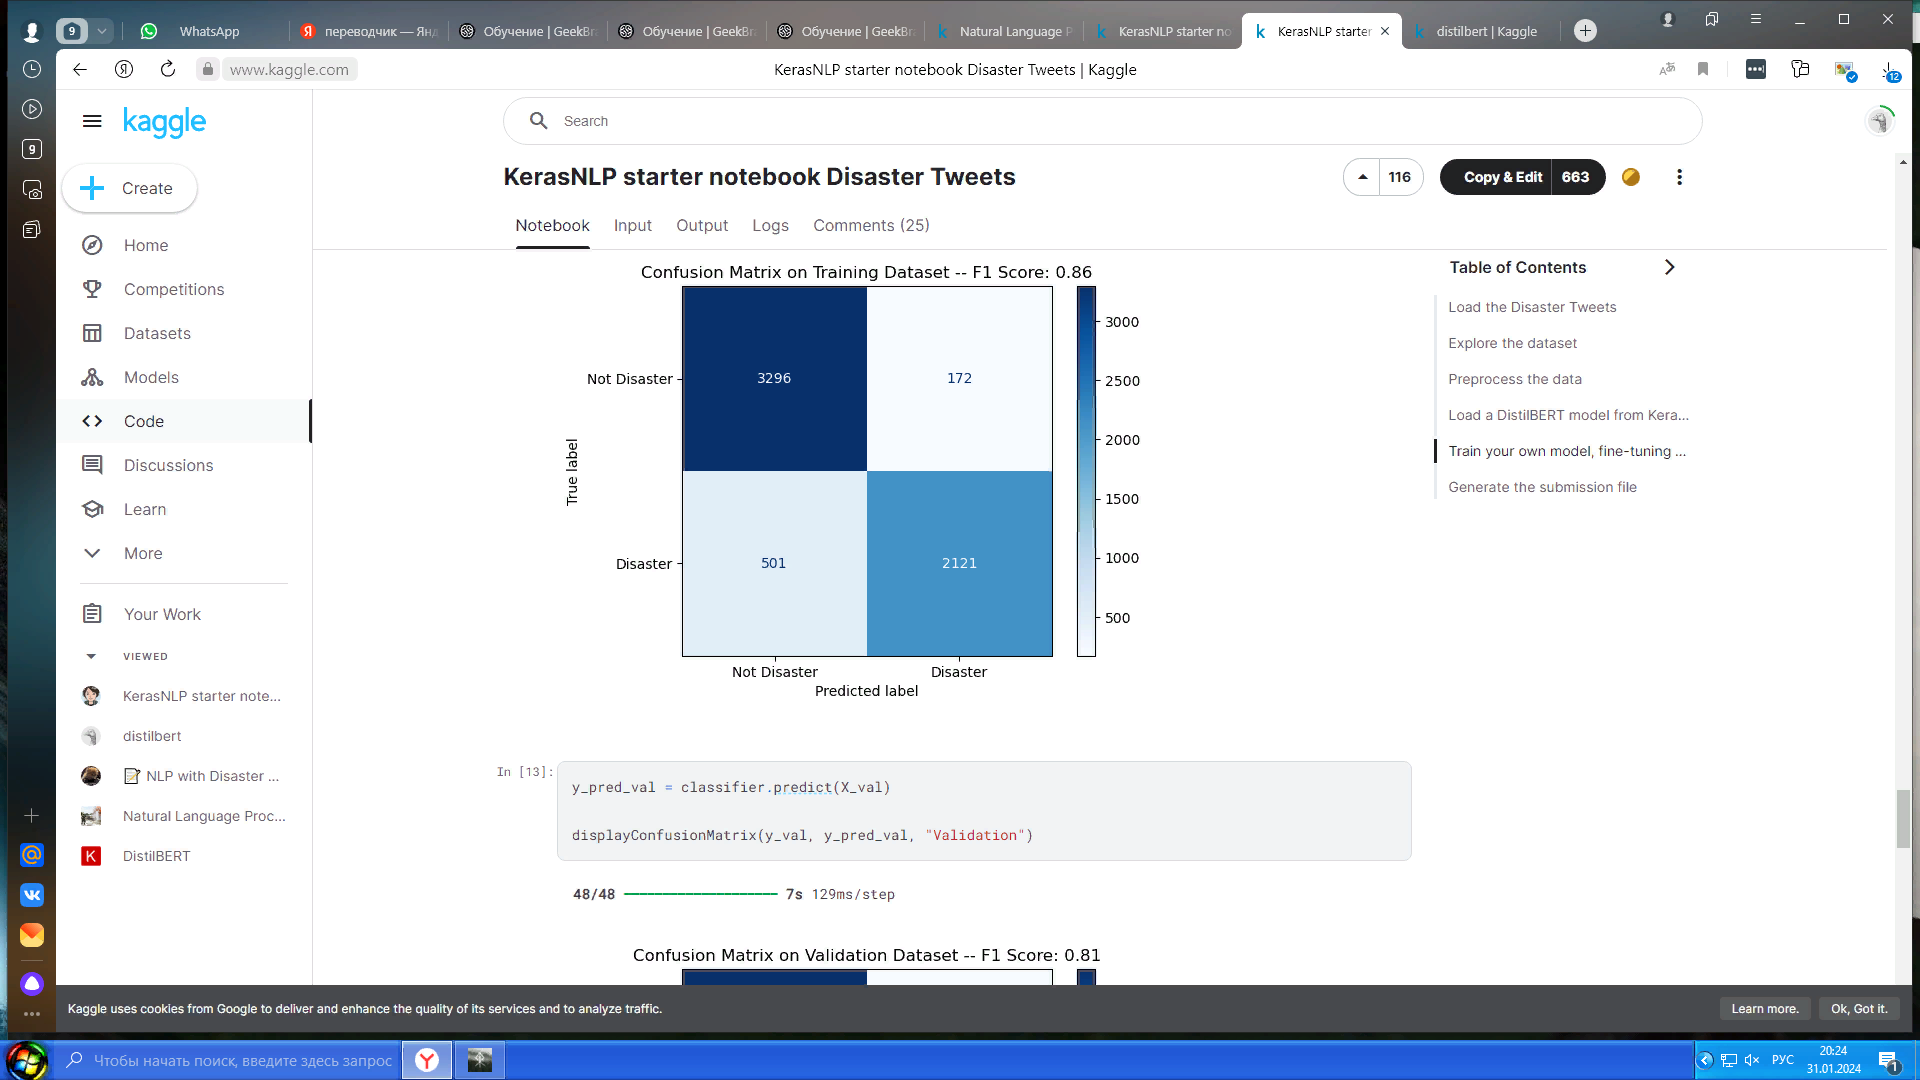 9
WhatsApp
переводчик — Янд
Обучение | GeekBr
Обучение | GeekBr
Обучение | GeekBr
Natural Language P
KerasNLP starter no
KerasNLP starter
distilbert | Kaggle
www.kaggle.com
KerasNLP starter notebook Disaster Tweets | Kaggle
12
9
kaggle
Search
Create
Home
Competitions
Datasets
Models
Code
Discussions
Learn
More
Your Work
VIEWED
KerasNLP starter note...
distilbert
NLP with Disaster ...
Natural Language Proc...
DistilBERT
KerasNLP starter notebook Disaster Tweets
116
Copy & Edit 663
Notebook Input Output Logs Comments (25)
Confusion Matrix on Training Dataset -- F1 Score: 0.86
3296 172
501 2121
Not Disaster
Disaster
True label
Not Disaster Disaster
Predicted label
3000
2500
2000
1500
1000
500
Table of Contents
Load the Disaster Tweets
Explore the dataset
Preprocess the data
Load a DistilBERT model from Kera...
Train your own model, fine-tuning ...
Generate the submission file
In [13]:
y_pred_val = classifier.predict(X_val)
displayConfusionMatrix(y_val, y_pred_val, "Validation")
48/48 7s 129ms/step
Confusion Matrix on Validation Dataset -- F1 Score: 0.81
Kaggle uses cookies from Google to deliver and enhance the quality of its services and to analyze traffic.
Learn more.
Ok, Got it.
Чтобы начать поиск, введите здесь запрос
РУС
20:24
31.01.2024
1